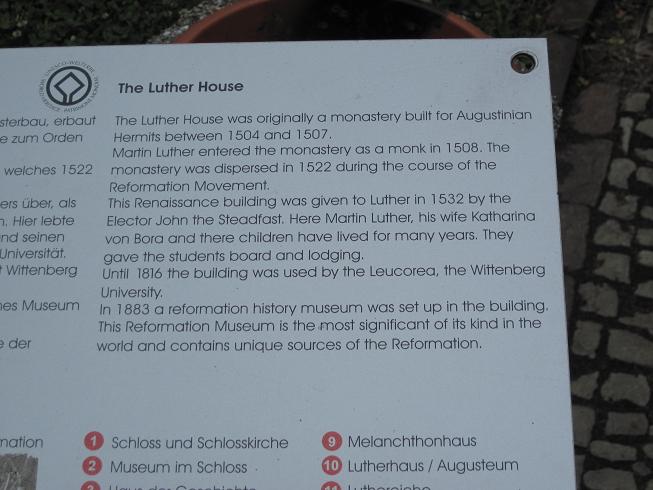 The Luther House
sterbau, erbaut
e zum Orden
welches 1522
ers über, als
n. Hier lebte
nd seinen
Universität.
t Wittenberg
nes Museum
e der
The Luther House was originally a monastery built for Augustinian
Hermits between 1504 and 1507.
Martin Luther entered the monastery as a monk in 1508. The
monastery was dispersed in 1522 during the course of the
Reformation Movement.
This Renaissance building was given to Luther in 1532 by the
Elector John the Steadfast. Here Martin Luther, his wife Katharina
von Bora and there children have lived for many years. They
gave the students board and lodging.
Until 1816 the building was used by the Leucorea, the Wittenberg
University.
In 1883 a reformation history museum was set up in the building.
This Reformation Museum is the most significant of its kind in the
world and contains unique sources of the Reformation.
mation
1 Schloss und Schlosskirche
2 Museum im Schloss
3 Haus der Geschichte
9 Melanchthonhaus
10 Lutherhaus / Augusteum
11 Luthereiche